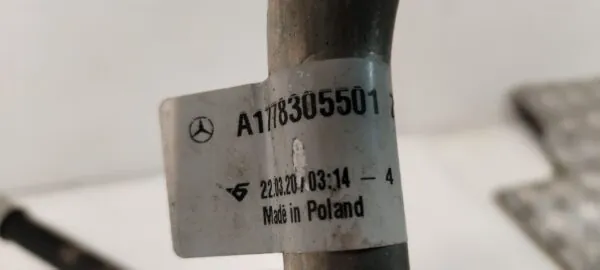 A1778305501
22.03.20 / 03:14 - 4
Made in Poland